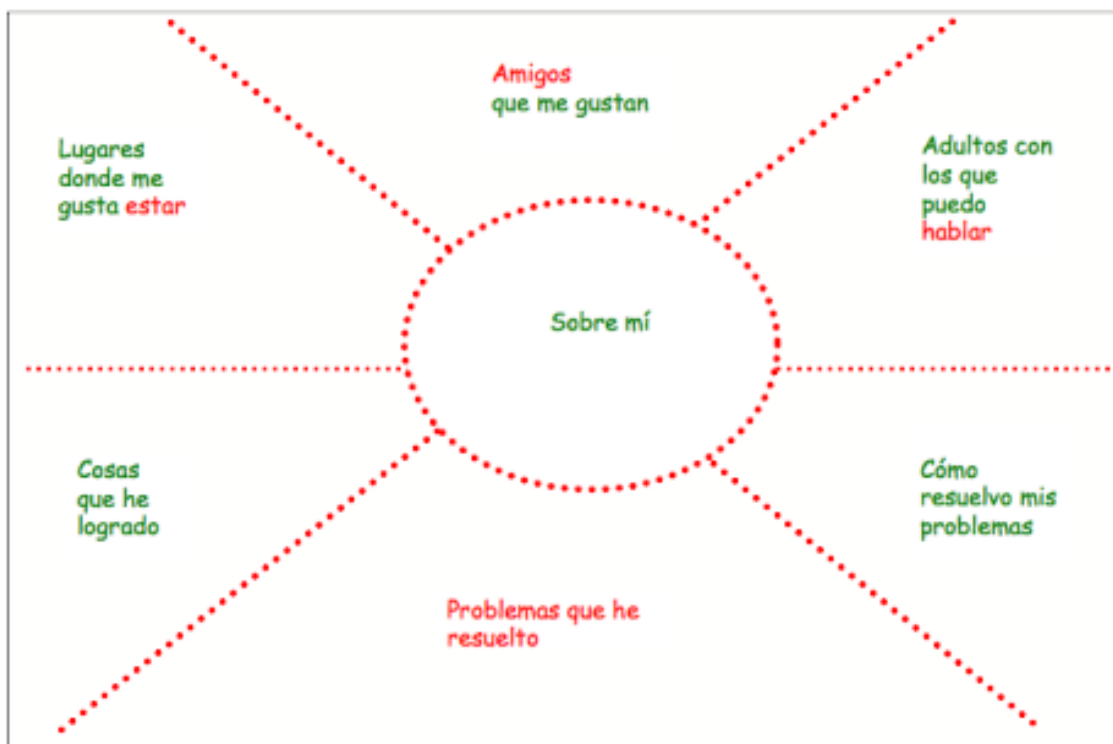 Amigos
que me gustan
Lugares
donde me
gusta estar
Adultos con
los que
puedo
hablar
Sobre mí
Cosas
que he
logrado
Cómo
resuelvo mis
problemas
Problemas que he
resuelto